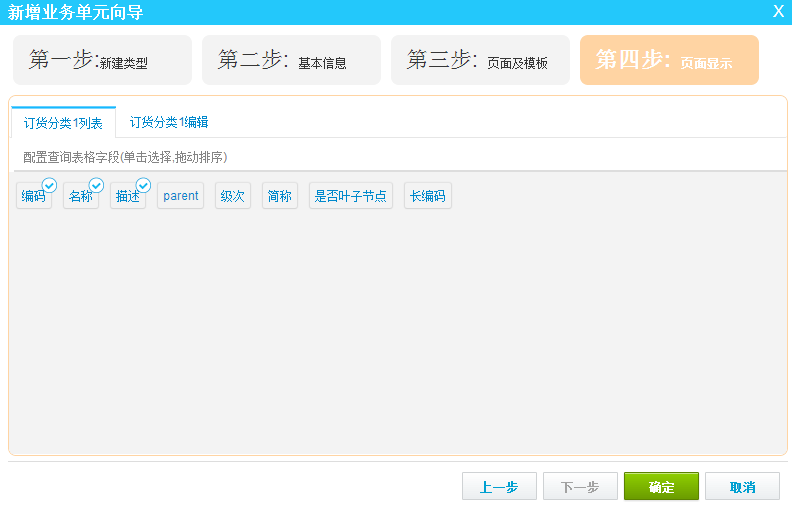 新增业务单元向导 X
第一步:新建类型 第二步: 基本信息 第三步: 页面及模板 第四步: 页面显示
订货分类1列表 订货分类1编辑
配置查询表格字段(单击选择,拖动排序)
编码 名称 描述 parent 级次 简称 是否叶子节点 长编码
上一步 下一步 确定 取消